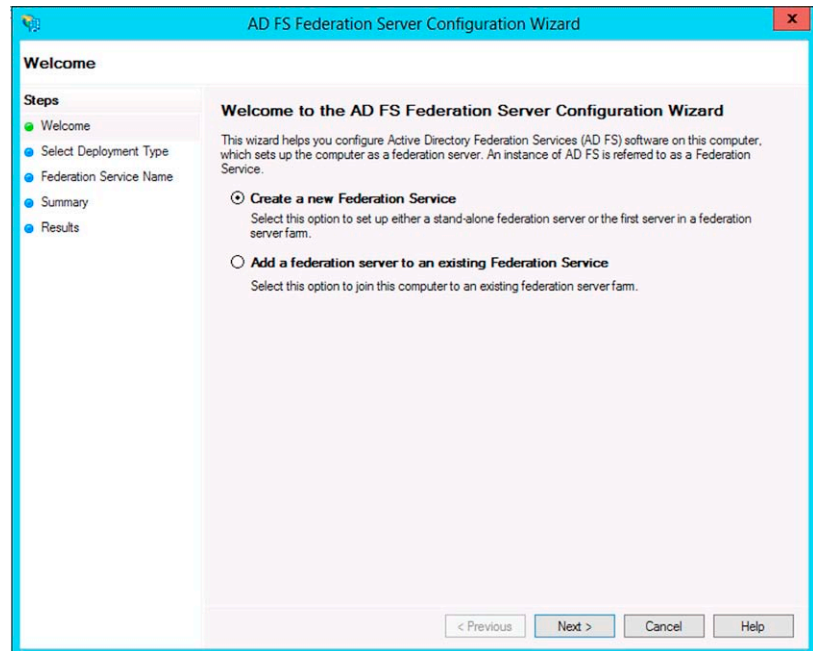 AD FS Federation Server Configuration Wizard
X
Welcome
Steps
Welcome
Select Deployment Type
Federation Service Name
Summary
Results
Welcome to the AD FS Federation Server Configuration Wizard
This wizard helps you configure Active Directory Federation Services (AD FS) software on this computer,
which sets up the computer as a federation server. An instance of AD FS is referred to as a Federation
Service.
Create a new Federation Service
Select this option to set up either a stand-alone federation server or the first server in a federation
server farm.
Add a federation server to an existing Federation Service
Select this option to join this computer to an existing federation server farm.
< Previous Next > Cancel Help